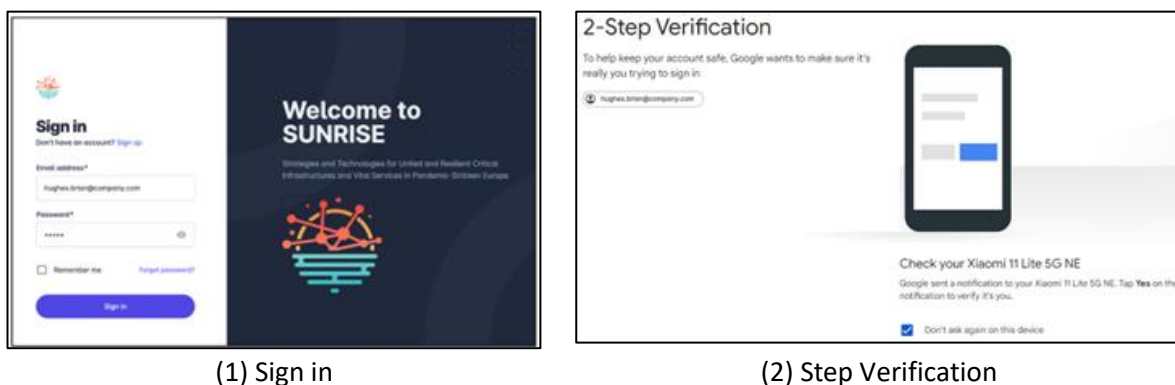 Sign in
Don't have an account? Sign up
Email address*
hughes.brian@company.com
Password*
*****
Remember me
Forgot password?
Sign in
Welcome to
SUNRISE
Strategies and Technologies for United and Resilient Critical
Infrastructures and Vital Services in Pandemic-Stricken Europe
2-Step Verification
To help keep your account safe, Google wants to make sure it's
really you trying to sign in
hughes.brian@company.com
Check your Xiaomi 11 Lite 5G NE
Google sent a notification to your Xiaomi 11 Lite 5G NE. Tap Yes on the
notification to verify it's you.
Don't ask again on this device
(1) Sign in
(2) Step Verification